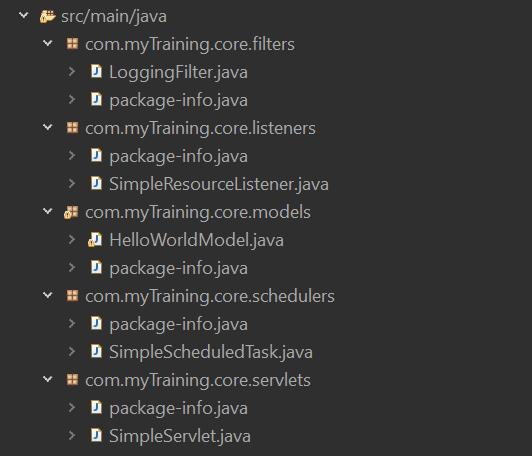 src/main/java
com.myTraining.core.filters
LoggingFilter.java
package-info.java
com.myTraining.core.listeners
package-info.java
SimpleResourceListener.java
com.myTraining.core.models
HelloWorldModel.java
package-info.java
com.myTraining.core.schedulers
package-info.java
SimpleScheduledTask.java
com.myTraining.core.servlets
package-info.java
SimpleServlet.java